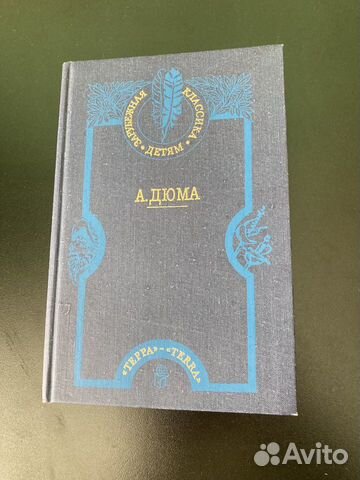 ЗАРУБЕЖНАЯ КЛАССИКА
• ДЕТЯМ •
А.ДЮМА
«ТЕРРА» – «TERRA»
Avito